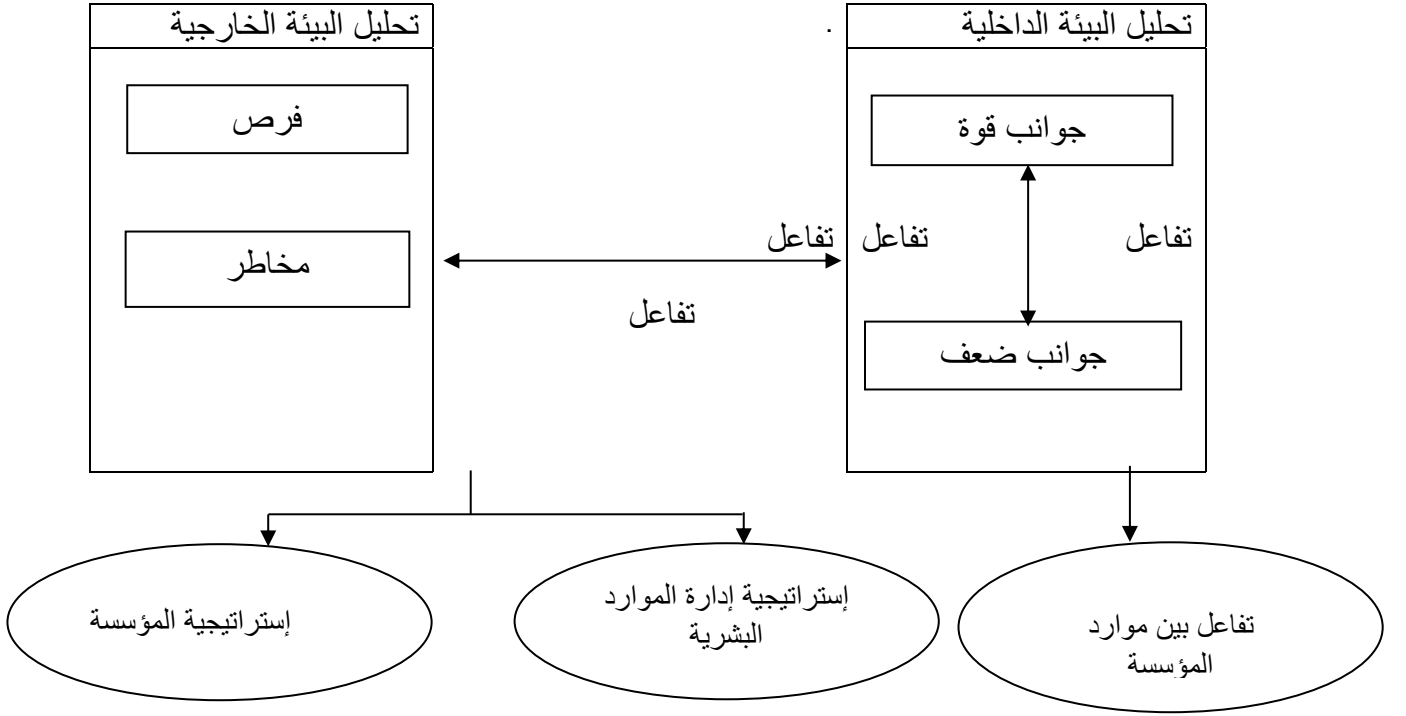 تحليل البيئة الداخلية
.
تحليل البيئة الخارجية
جوانب قوة
فرص
تفاعل
تفاعل
تفاعل
مخاطر
تفاعل
جوانب ضعف
تفاعل بين موارد
المؤسسة
إستراتيجية إدارة الموارد
البشرية
إستراتيجية المؤسسة